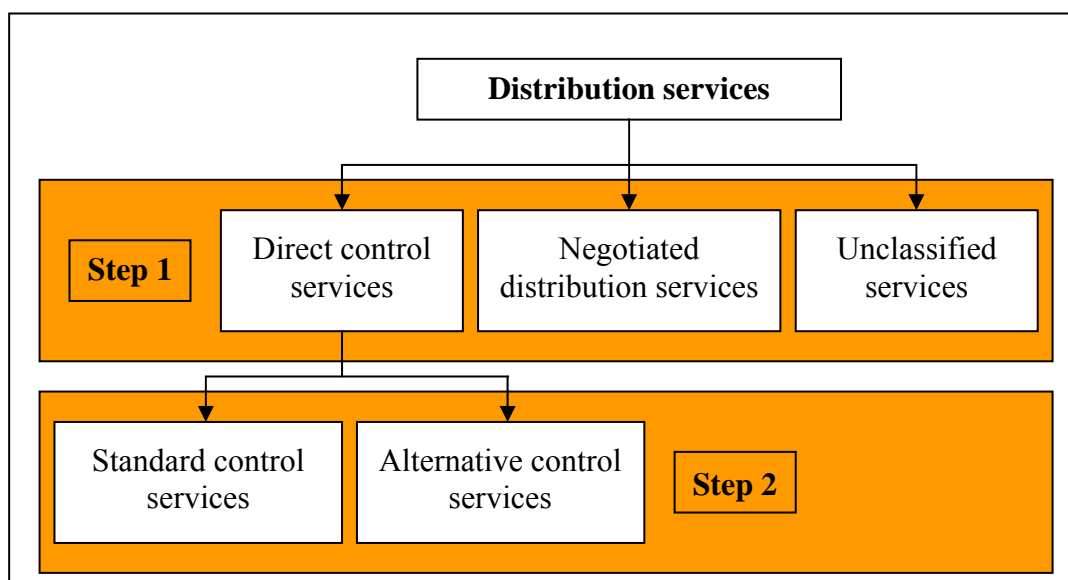 Distribution services
Step 1
Direct control
services
Negotiated
distribution services
Unclassified
services
Standard control
services
Alternative control
services
Step 2